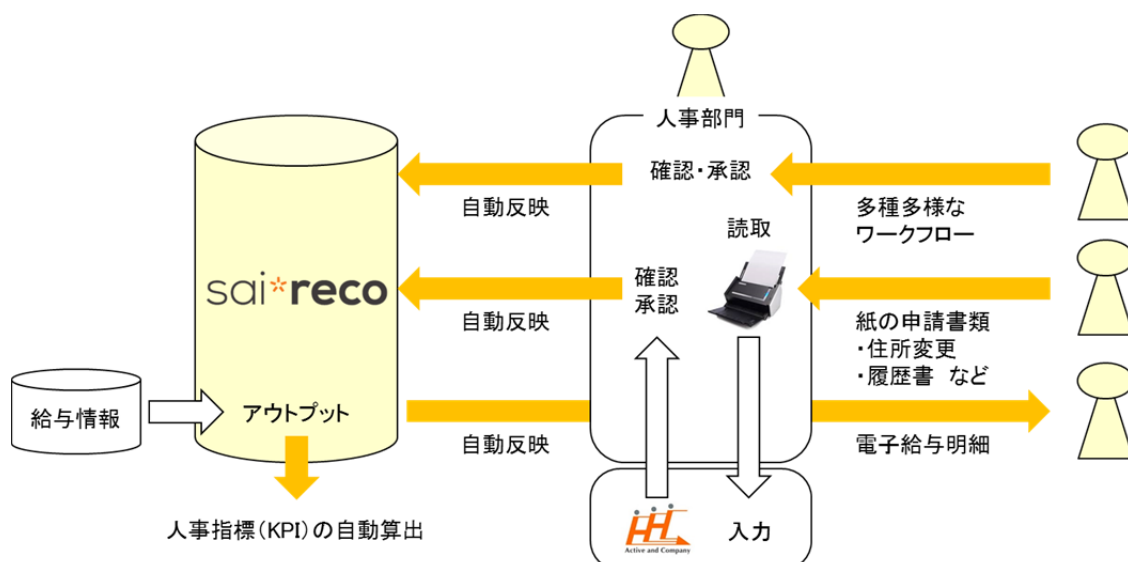 人事部門
確認・承認
自動反映
多種多様な
ワークフロー
読取
sai*reco
確認
承認
自動反映
紙の申請書類
・住所変更
・履歴書 など
給与情報
アウトプット
自動反映
電子給与明細
人事指標(KPI)の自動算出
Active and Company
入力